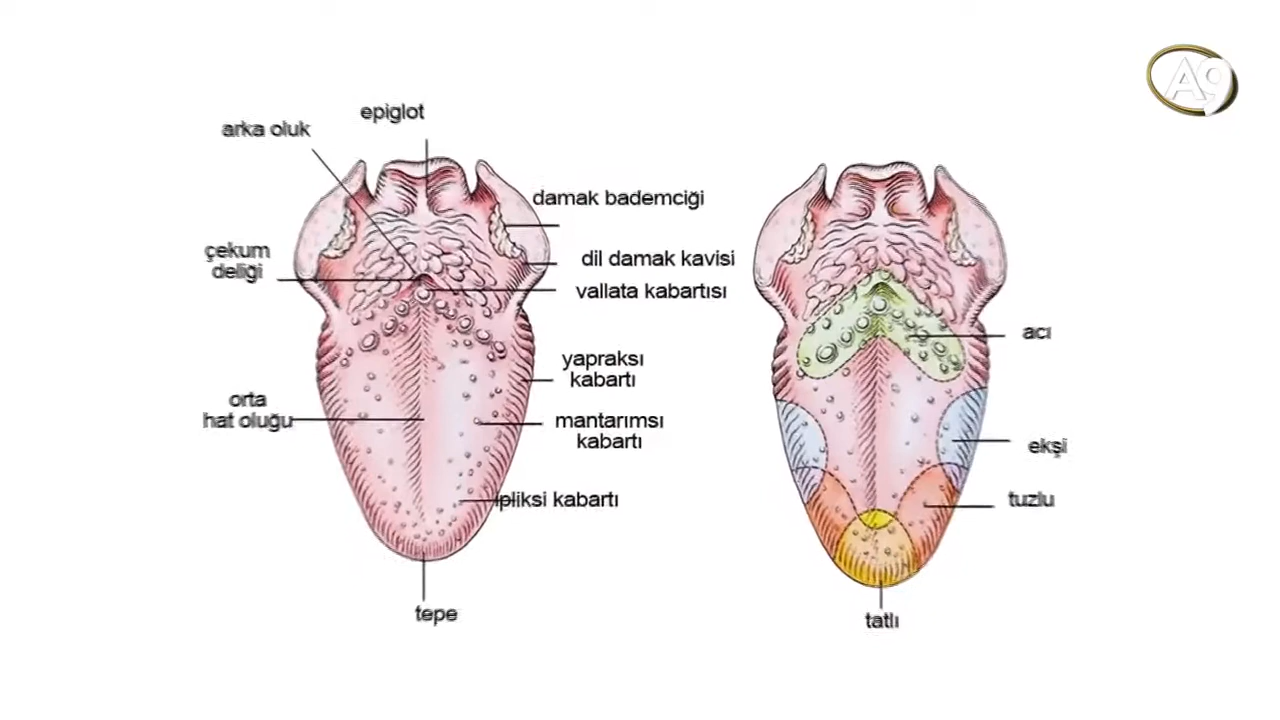 A9
epiglot
arka oluk
damak bademciği
çekum
deliği
dil damak kavisi
vallata kabartısı
yapraksı
kabartı
orta
hat oluğu
mantarımsı
kabartı
ipliksi kabartı
tepe
acı
ekşi
tuzlu
tatlı